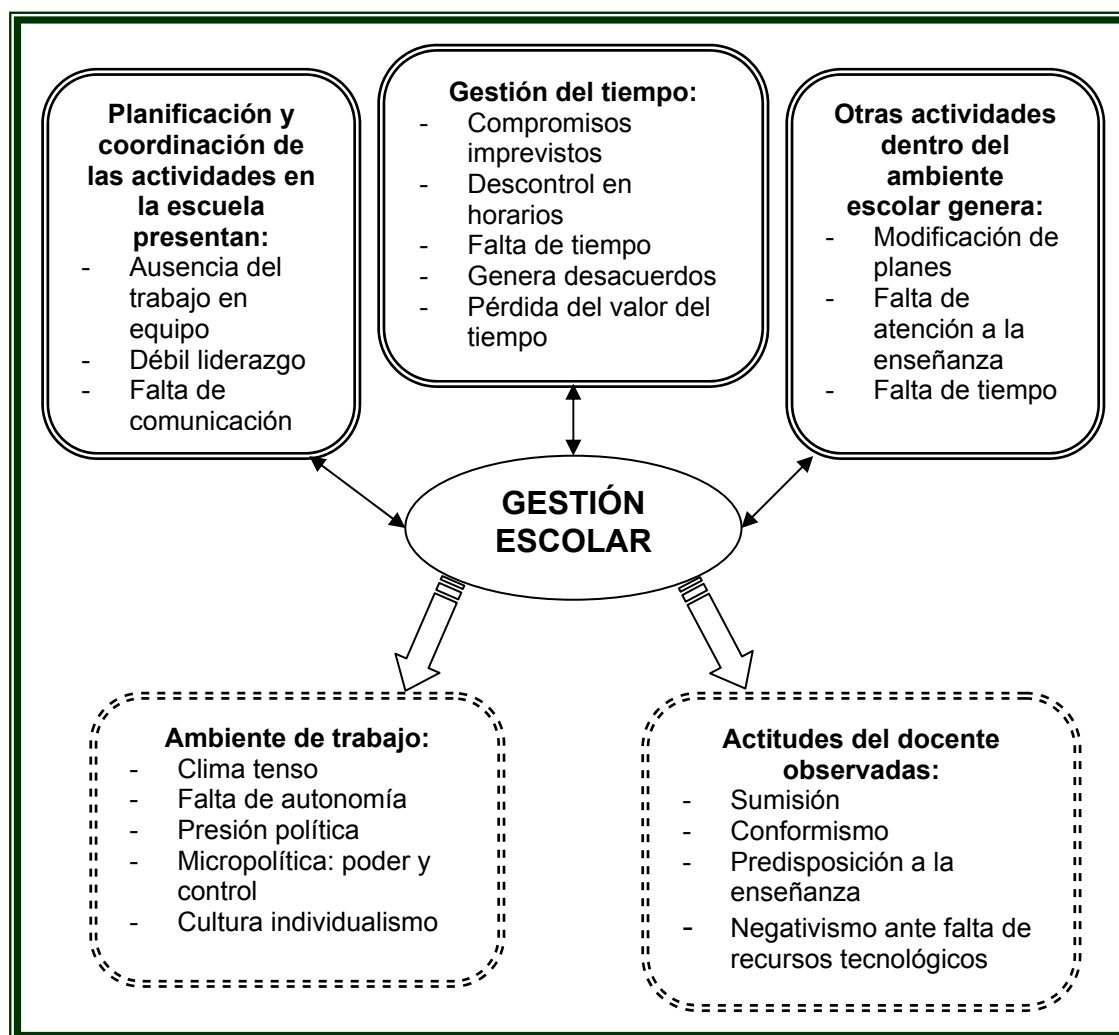 Planificación y
coordinación de
las actividades en
la escuela
presentan:
- Ausencia del
trabajo en
equipo
- Débil liderazgo
- Falta de
comunicación
Gestión del tiempo:
- Compromisos
imprevistos
- Descontrol en
horarios
- Falta de tiempo
- Genera desacuerdos
- Pérdida del valor del
tiempo
Otras actividades
dentro del
ambiente
escolar genera:
- Modificación de
planes
- Falta de
atención a la
enseñanza
- Falta de tiempo
GESTIÓN
ESCOLAR
Ambiente de trabajo:
- Clima tenso
- Falta de autonomía
- Presión política
- Micropolítica: poder y
control
- Cultura individualismo
Actitudes del docente
observadas:
- Sumisión
- Conformismo
- Predisposición a la
enseñanza
- Negativismo ante falta de
recursos tecnológicos